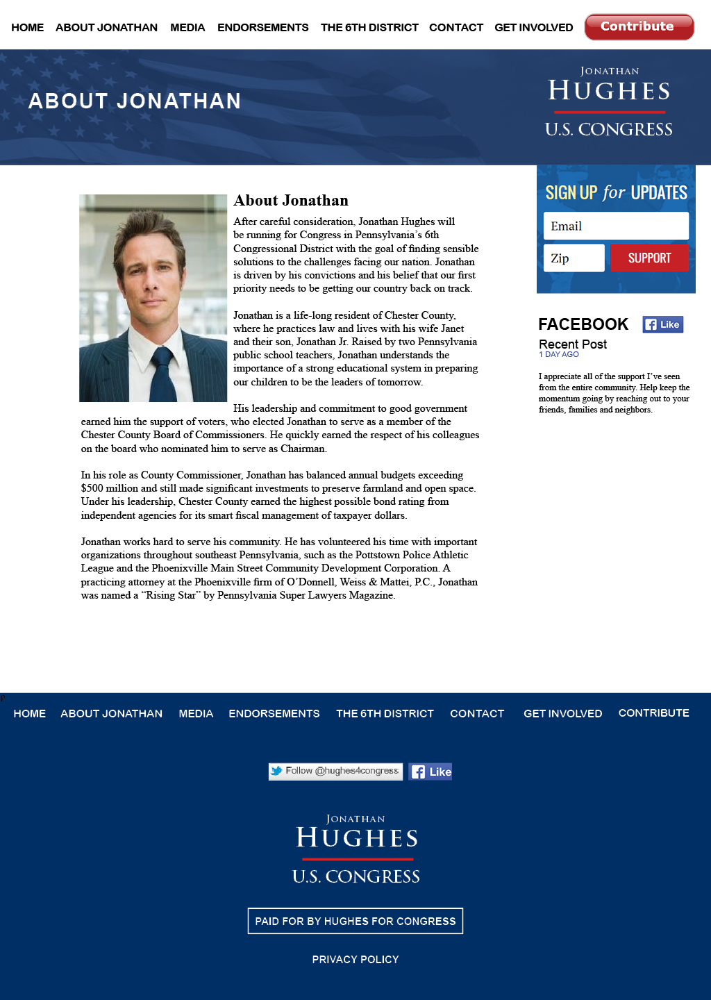 HOME ABOUT JONATHAN MEDIA ENDORSEMENTS THE 6TH DISTRICT CONTACT GET INVOLVED Contribute
ABOUT JONATHAN
JONATHAN
HUGHES
U.S. CONGRESS
SIGN UP for UPDATES
Email
Zip SUPPORT
FACEBOOK Like
Recent Post
1 DAY AGO
I appreciate all of the support I’ve seen
from the entire community. Help keep the
momentum going by reaching out to your
friends, families and neighbors.
About Jonathan
After careful consideration, Jonathan Hughes will
be running for Congress in Pennsylvania’s 6th
Congressional District with the goal of finding sensible
solutions to the challenges facing our nation. Jonathan
is driven by his convictions and his belief that our first
priority needs to be getting our country back on track.
Jonathan is a life-long resident of Chester County,
where he practices law and lives with his wife Janet
and their son, Jonathan Jr. Raised by two Pennsylvania
public school teachers, Jonathan understands the
importance of a strong educational system in preparing
our children to be the leaders of tomorrow.
His leadership and commitment to good government
earned him the support of voters, who elected Jonathan to serve as a member of the
Chester County Board of Commissioners. He quickly earned the respect of his colleagues
on the board who nominated him to serve as Chairman.
In his role as County Commissioner, Jonathan has balanced annual budgets exceeding
$500 million and still made significant investments to preserve farmland and open space.
Under his leadership, Chester County earned the highest possible bond rating from
independent agencies for its smart fiscal management of taxpayer dollars.
Jonathan works hard to serve his community. He has volunteered his time with important
organizations throughout southeast Pennsylvania, such as the Pottstown Police Athletic
League and the Phoenixville Main Street Community Development Corporation. A
practicing attorney at the Phoenixville firm of O’Donnell, Weiss & Mattei, P.C., Jonathan
was named a “Rising Star” by Pennsylvania Super Lawyers Magazine.
HOME ABOUT JONATHAN MEDIA ENDORSEMENTS THE 6TH DISTRICT CONTACT GET INVOLVED CONTRIBUTE
Follow @hughes4congress Like
JONATHAN
HUGHES
U.S. CONGRESS
PAID FOR BY HUGHES FOR CONGRESS
PRIVACY POLICY